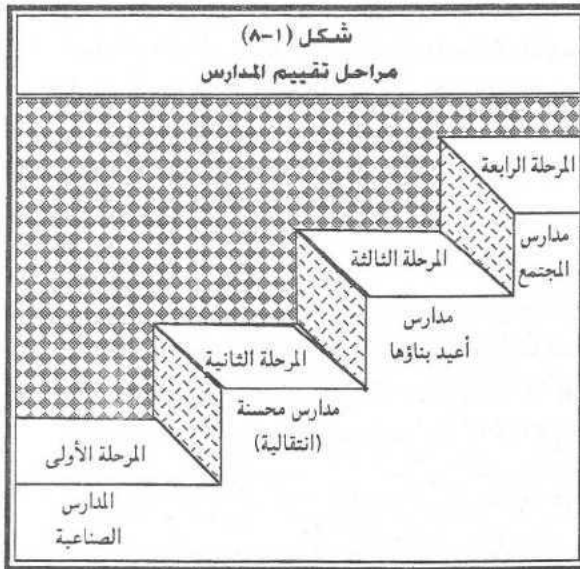 شكل (١-٨)
مراحل تقييم المدارس
المرحلة الرابعة
مدارس
المجتمع
المرحلة الثالثة
مدارس
أعيد بناؤها
المرحلة الثانية
مدارس محسنة
(انتقالية)
المرحلة الأولى
المدارس
الصناعية